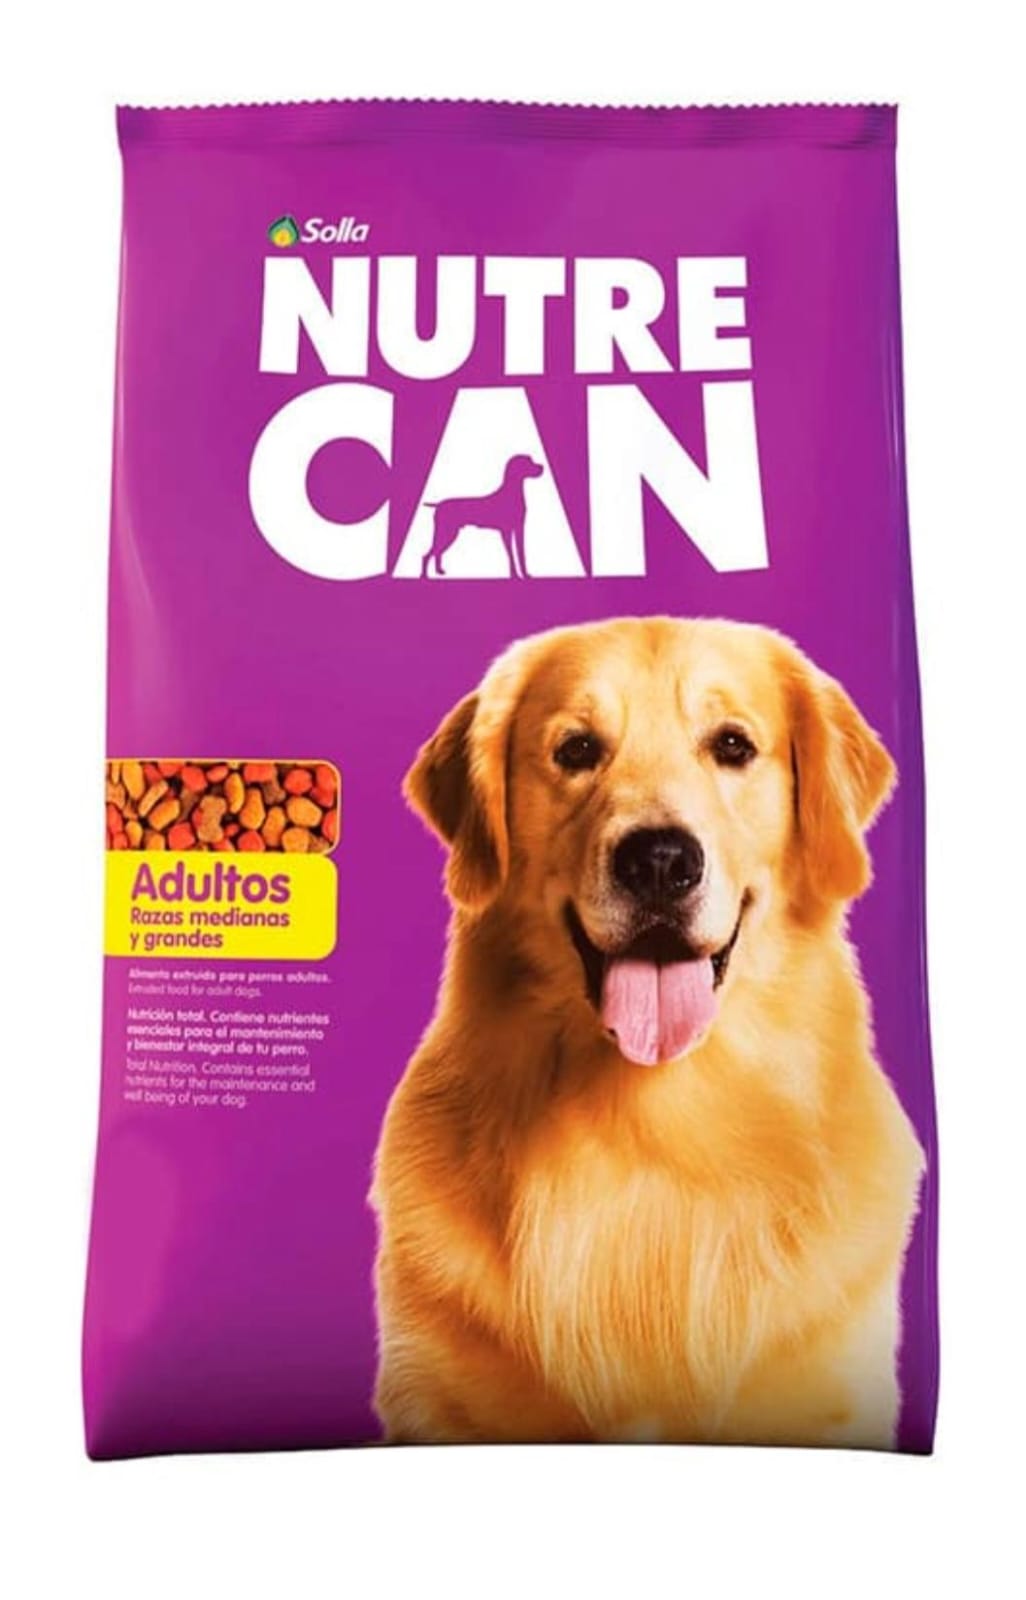 Solla
NUTRE
CAN
Adultos
Razas medianas
y grandes
Alimento extruido para perros adultos.
Extruded food for adult dogs.
Nutrición total. Contiene nutrientes
esenciales para el mantenimiento
y bienestar integral de tu perro.
Total Nutrition. Contains essential
nutrients for the maintenance and
well being of your dog.